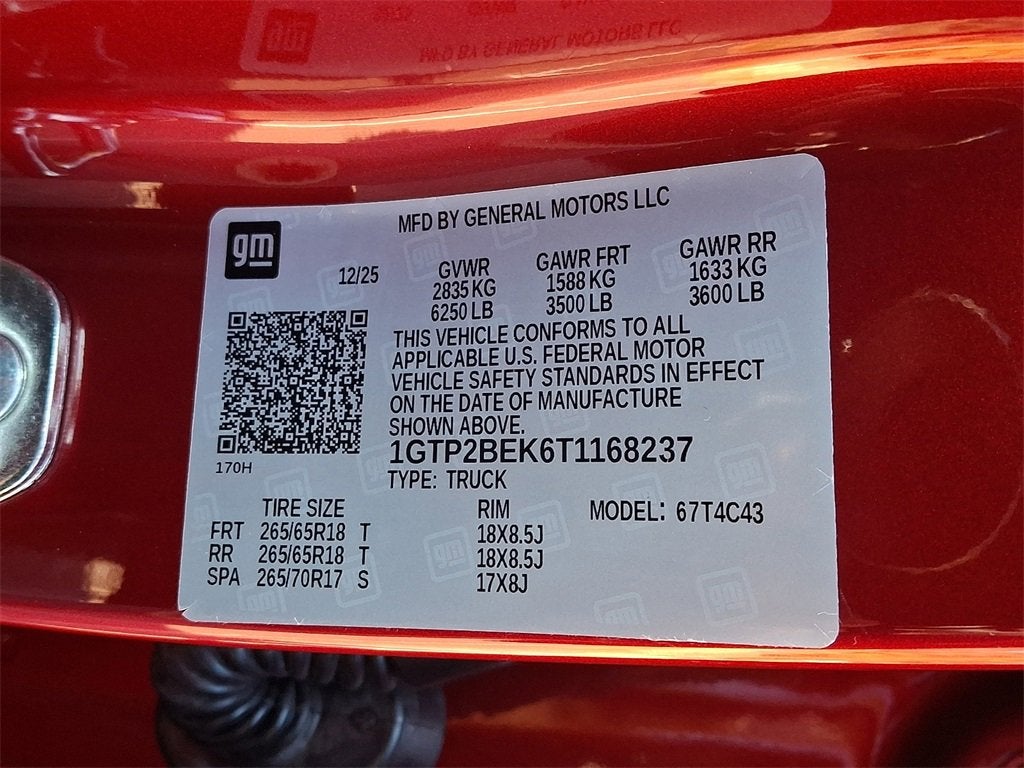 MFD BY GENERAL MOTORS LLC
gm
12/25
GVWR GAWR FRT GAWR RR
2835 KG 1588 KG 1633 KG
6250 LB 3500 LB 3600 LB
THIS VEHICLE CONFORMS TO ALL
APPLICABLE U.S. FEDERAL MOTOR
VEHICLE SAFETY STANDARDS IN EFFECT
ON THE DATE OF MANUFACTURE
SHOWN ABOVE.
1GTP2BEK6T1168237
170H
TYPE: TRUCK
TIRE SIZE RIM MODEL: 67T4C43
FRT 265/65R18 T 18X8.5J
RR 265/65R18 T 18X8.5J
SPA 265/70R17 S 17X8J